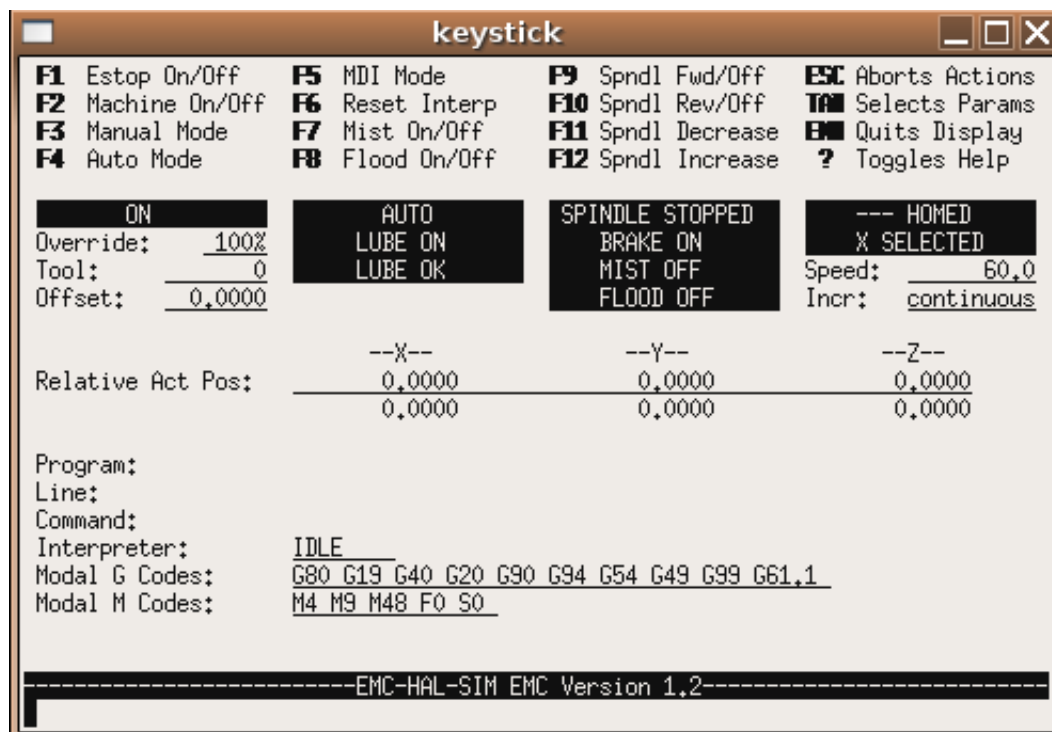 keystick
F1 Estop On/Off F5 MDI Mode F9 Spndl Fwd/Off ESC Aborts Actions
F2 Machine On/Off F6 Reset Interp F10 Spndl Rev/Off TAB Selects Params
F3 Manual Mode F7 Mist On/Off F11 Spndl Decrease END Quits Display
F4 Auto Mode F8 Flood On/Off F12 Spndl Increase ? Toggles Help
ON AUTO SPINDLE STOPPED --- HOMED
Override: 100% LUBE ON BRAKE ON X SELECTED
Tool: 0 LUBE OK MIST OFF Speed: 60.0
Offset: 0.0000 FLOOD OFF Incr: continuous
--X-- --Y-- --Z--
Relative Act Pos: 0.0000 0.0000 0.0000
0.0000 0.0000 0.0000
Program:
Line:
Command:
Interpreter: IDLE
Modal G Codes: G80 G19 G40 G20 G90 G94 G54 G49 G99 G61.1
Modal M Codes: M4 M9 M48 F0 S0
---------------------------EMC-HAL-SIM EMC Version 1.2---------------------------